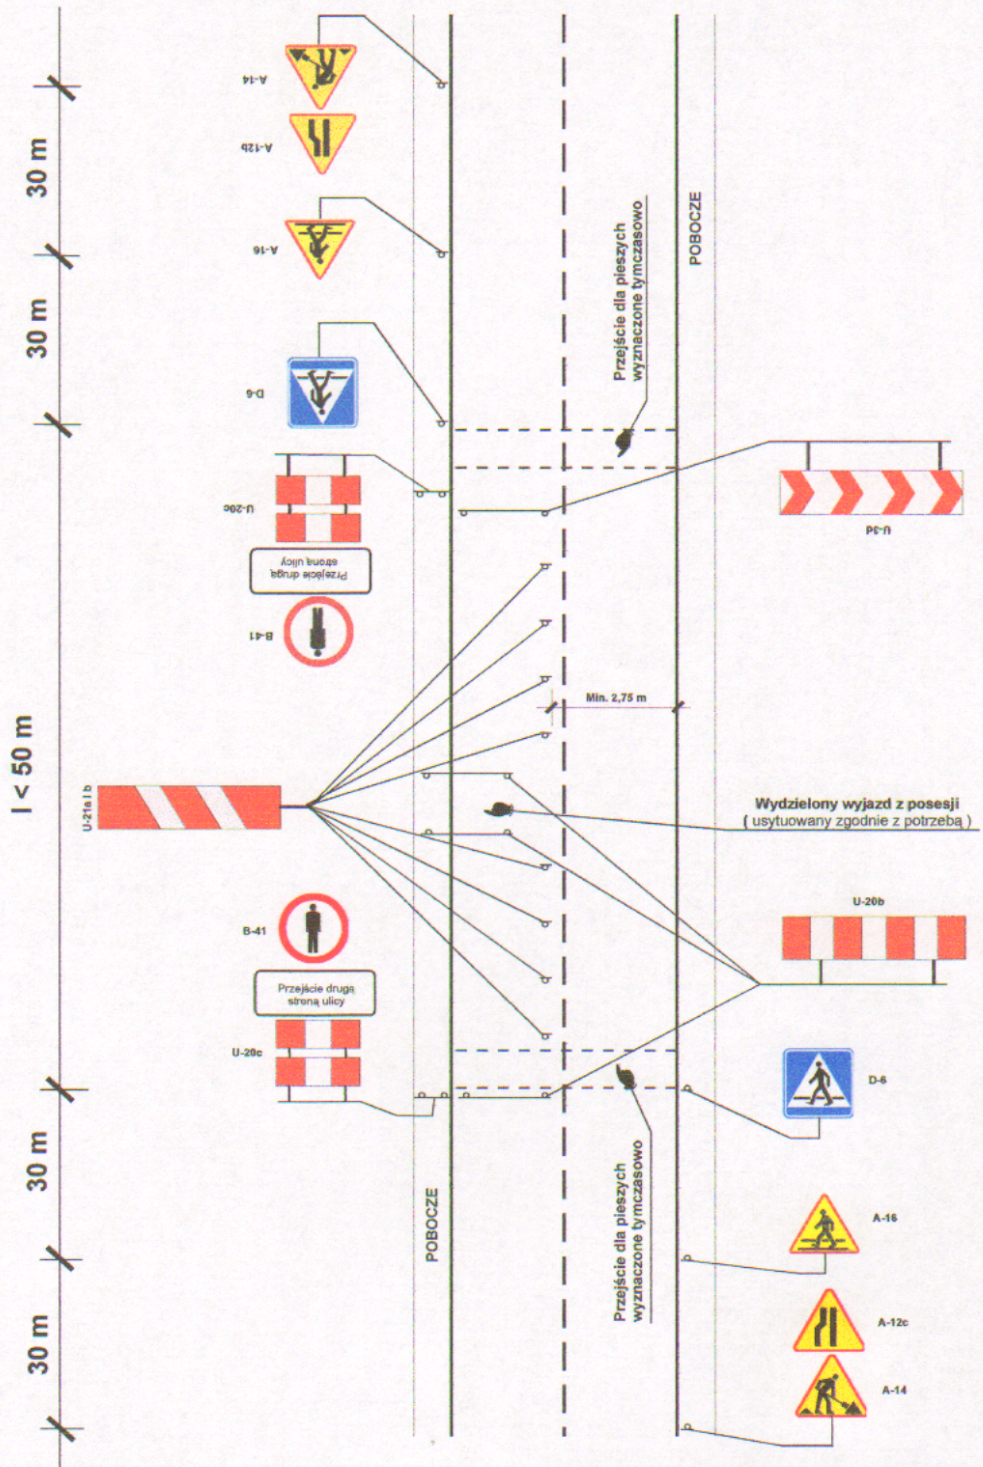 30 m
30 m
l < 50 m
30 m
30 m
A-14
A-12b
A-16
D-6
U-20c
Przejście drugą
stroną ulicy
B-41
U-21a i b
B-41
Przejście drugą
stroną ulicy
U-20c
POBOCZE
Przejście dla pieszych
wyznaczone tymczasowo
POBOCZE
U-3d
Min. 2,75 m
Wydzielony wyjazd z posesji
( usytuowany zgodnie z potrzebą )
U-20b
D-6
Przejście dla pieszych
wyznaczone tymczasowo
A-16
A-12c
A-14